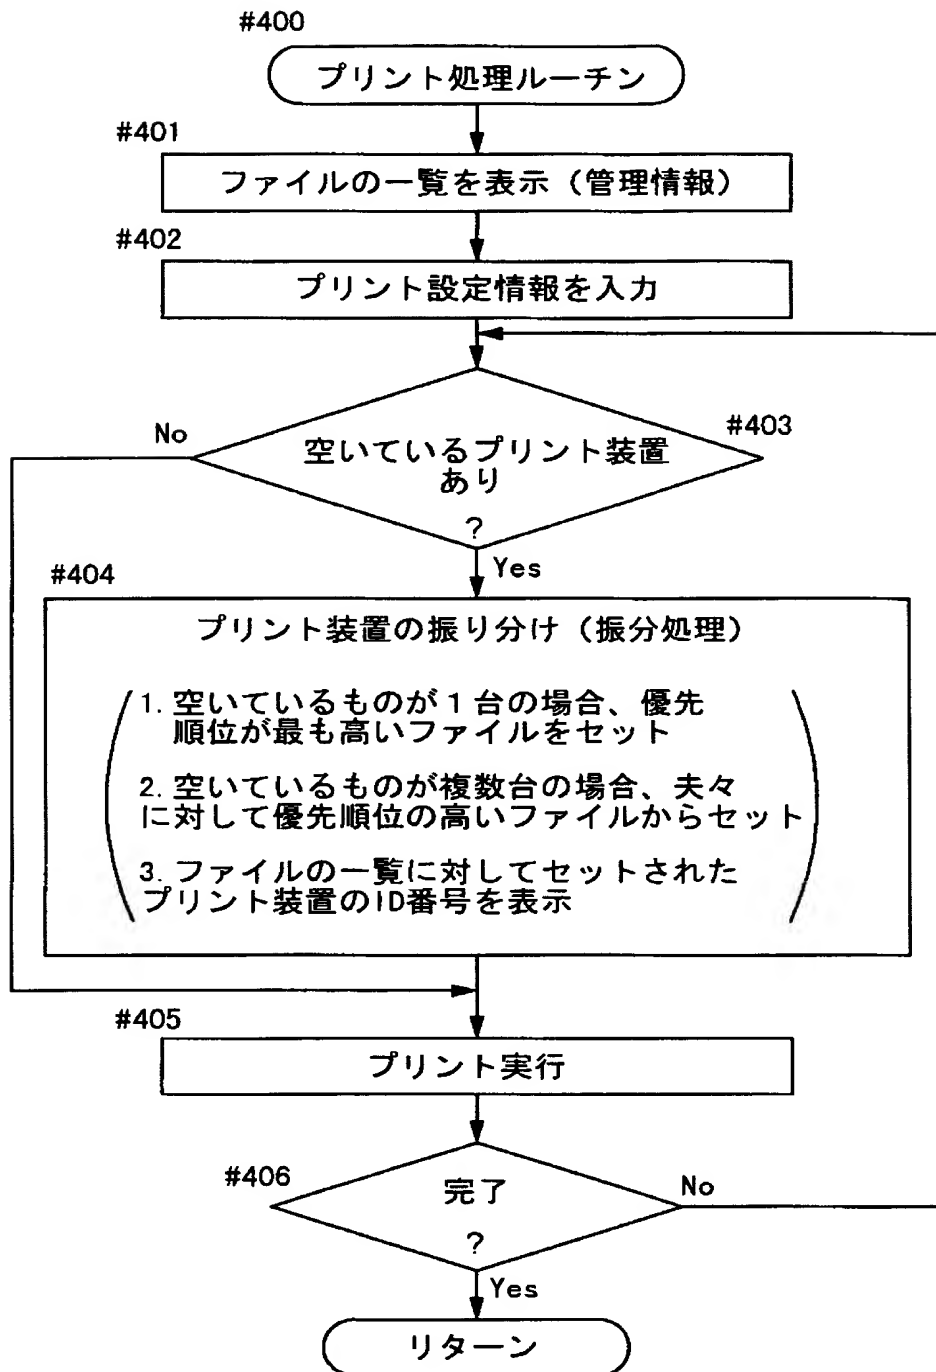 #400
プリント処理ルーチン
#401
ファイルの一覧を表示（管理情報）
#402
プリント設定情報を入力
No
#403
空いているプリント装置
あり
?
Yes
#404
プリント装置の振り分け（振分処理）
1. 空いているものが1台の場合、優先
順位が最も高いファイルをセット
2. 空いているものが複数台の場合、夫々
に対して優先順位の高いファイルからセット
3. ファイルの一覧に対してセットされた
プリント装置のID番号を表示
#405
プリント実行
#406
完了
?
No
Yes
リターン